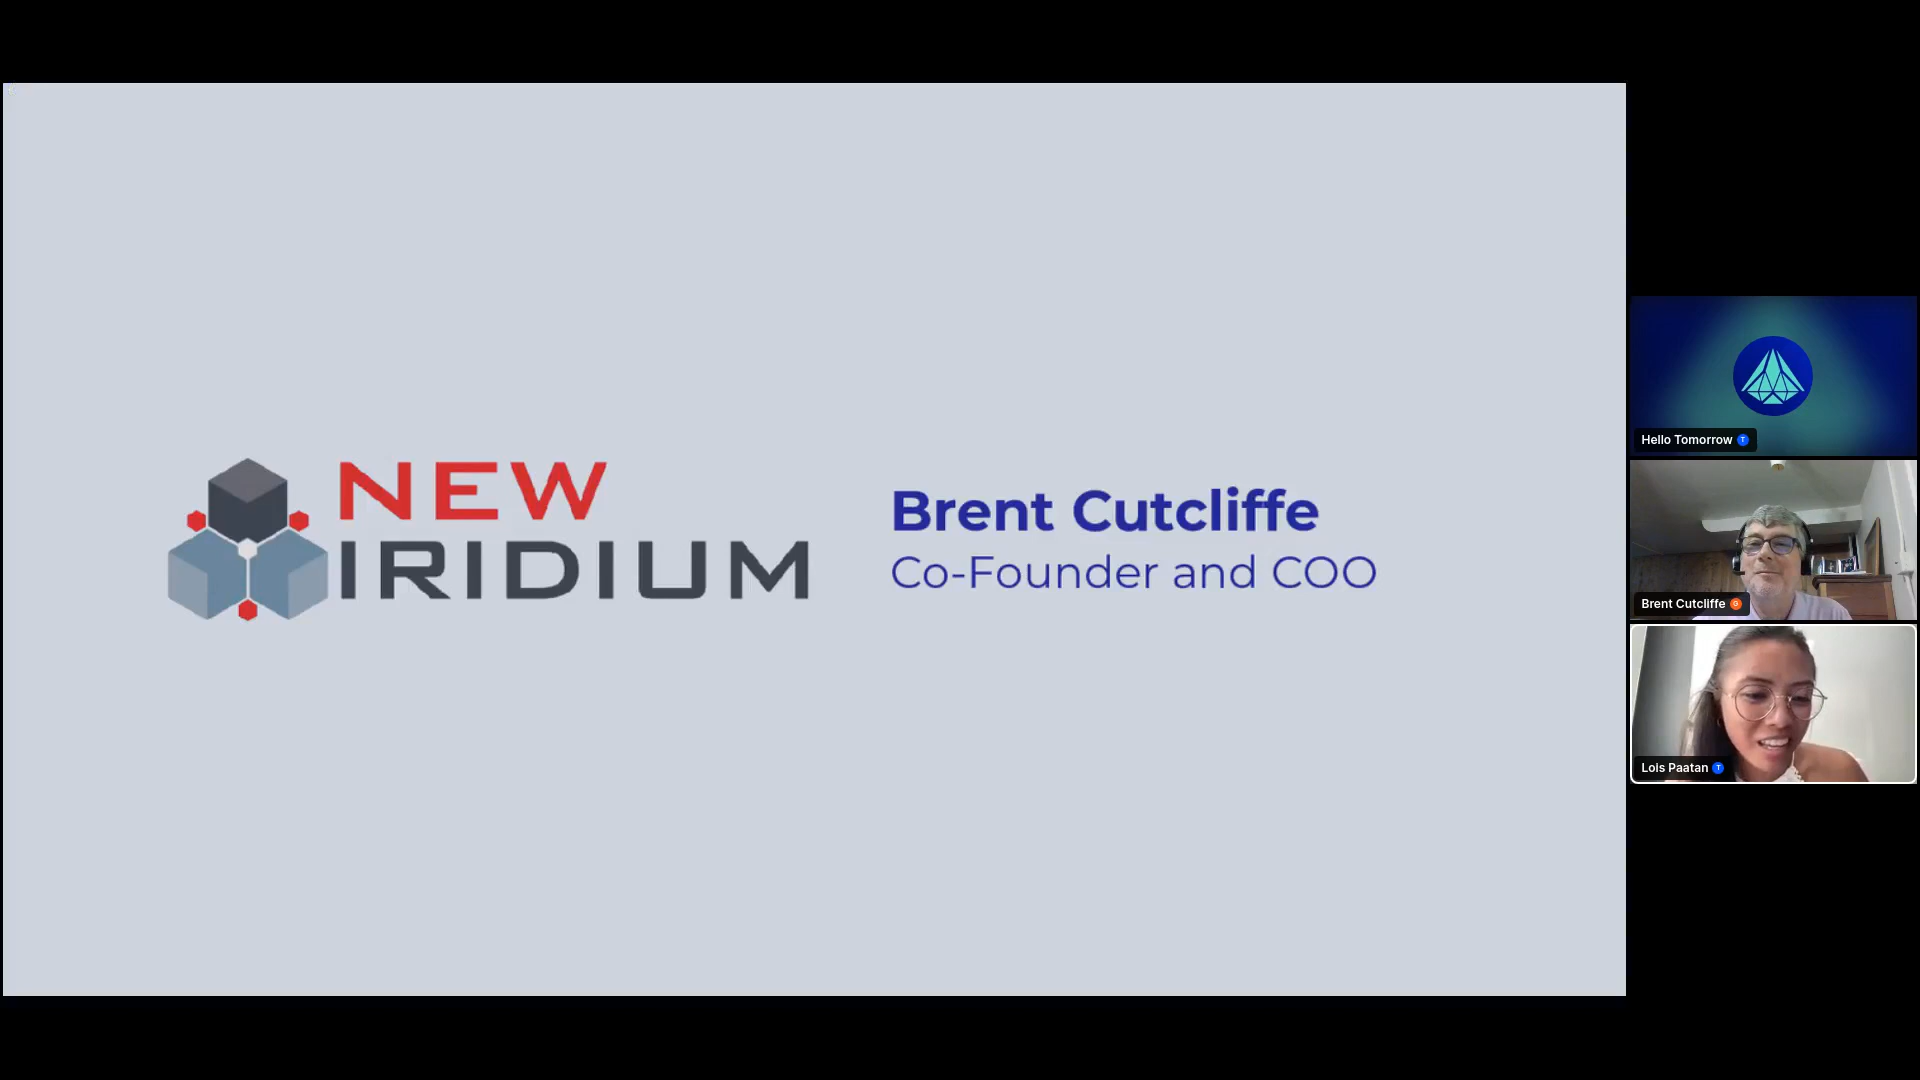 NEW
IRIDIUM
Brent Cutcliffe
Co-Founder and COO
Hello Tomorrow T
Brent Cutcliffe G
Lois Paatan T